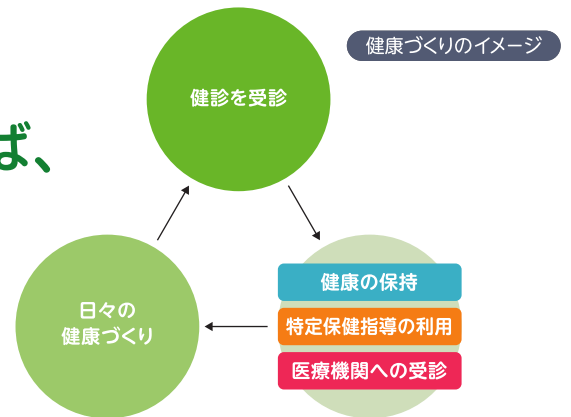 健康づくりのイメージ
健診を受診
ば、
健康の保持
特定保健指導の利用
医療機関への受診
日々の
健康づくり